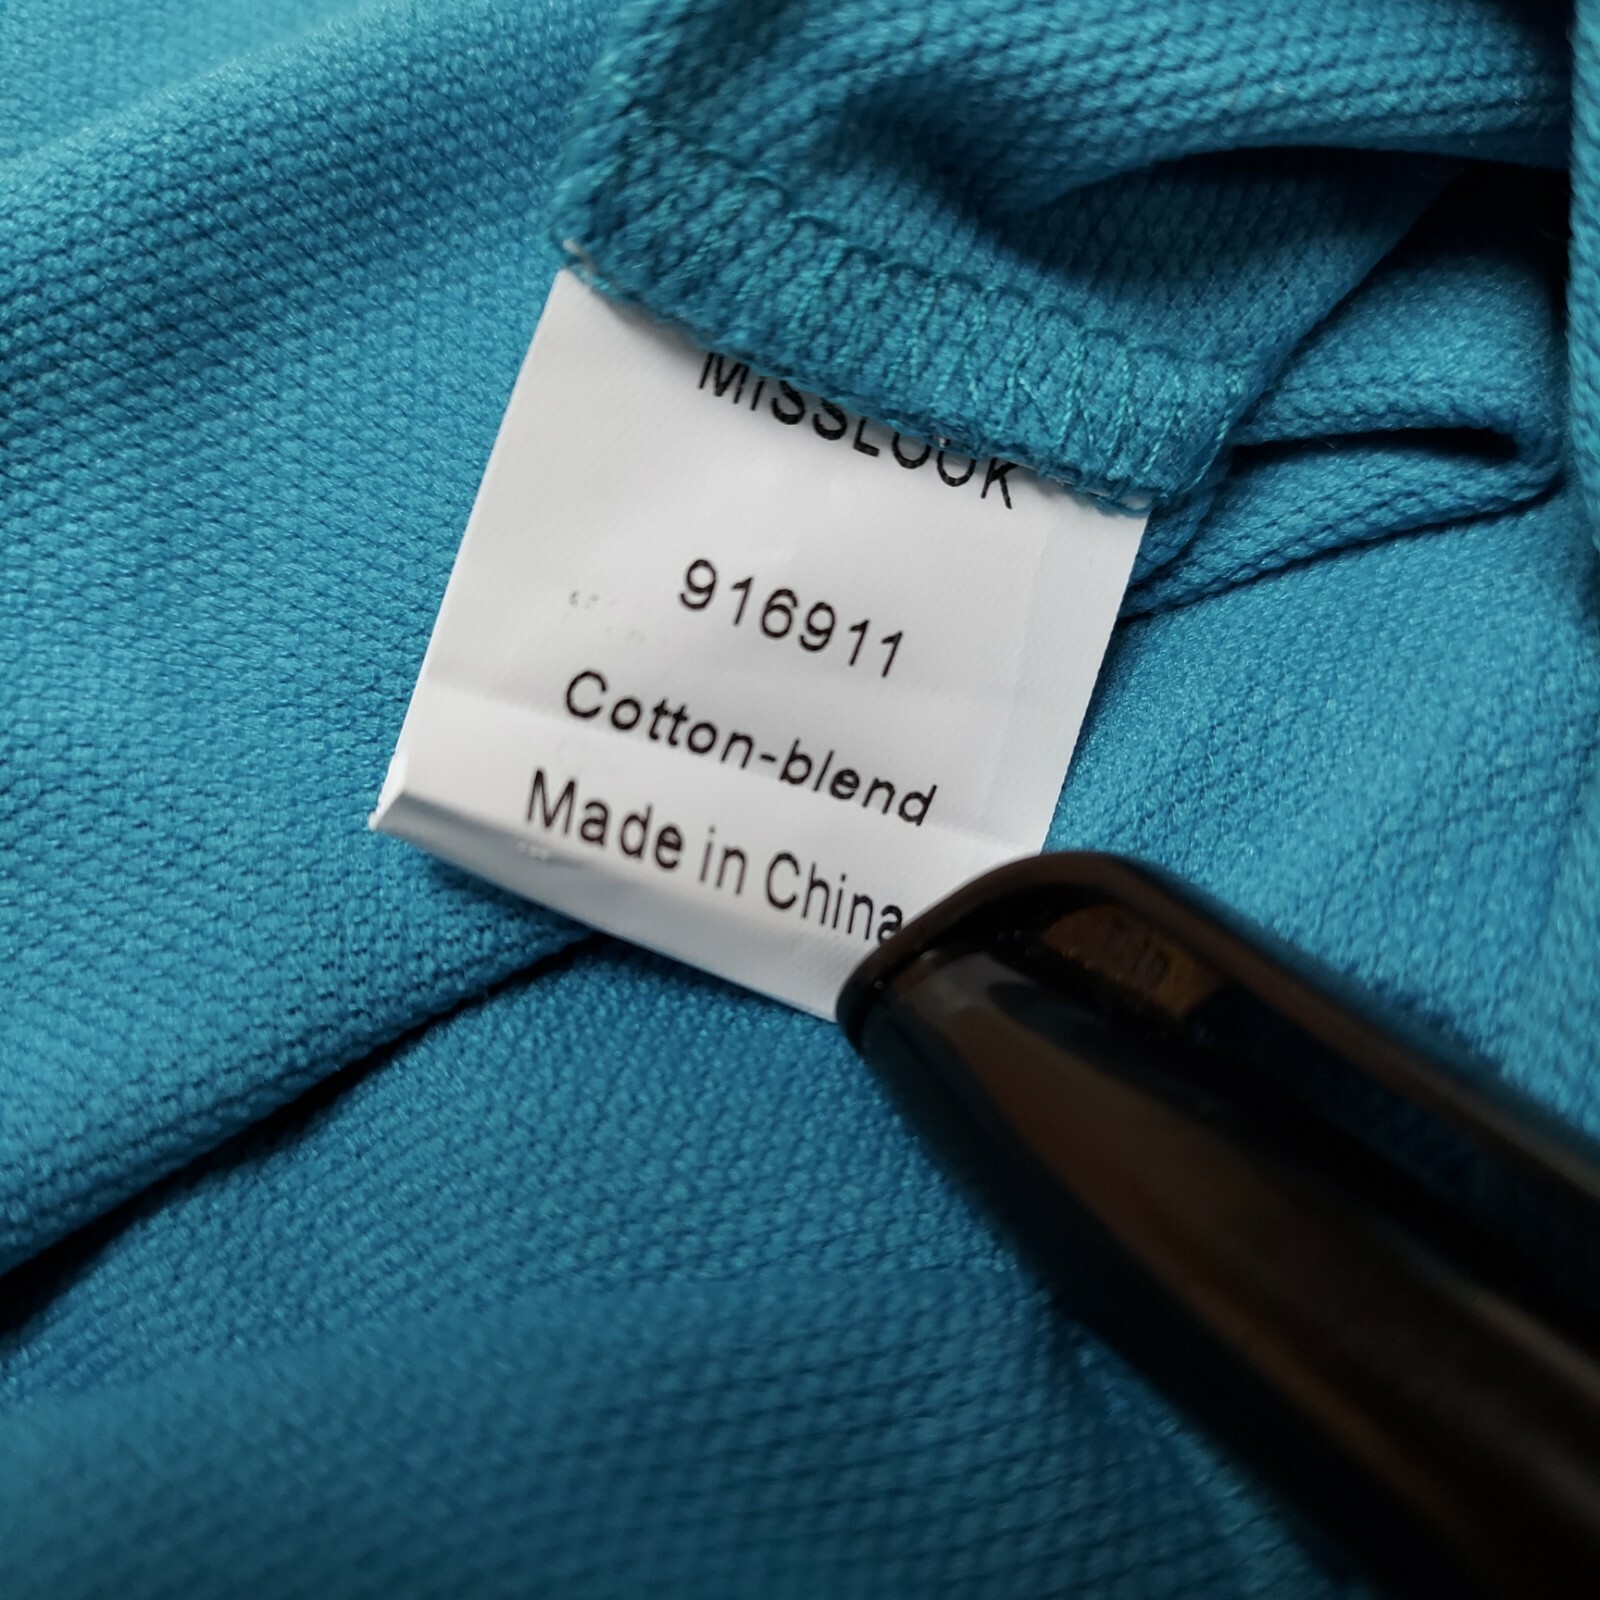 MiSSLOOK
916911
Cotton-blend
Made in China